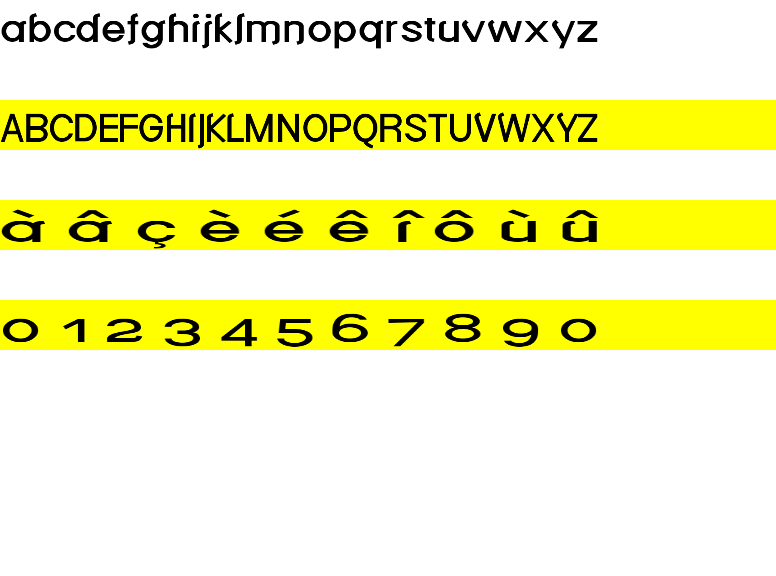 abcdefghijklmnopqrstuvwxyz
ABCDEFGHIJKLMNOPQRSTUVWXYZ
à â ç è é ê î ô ù û
0 1 2 3 4 5 6 7 8 9 0